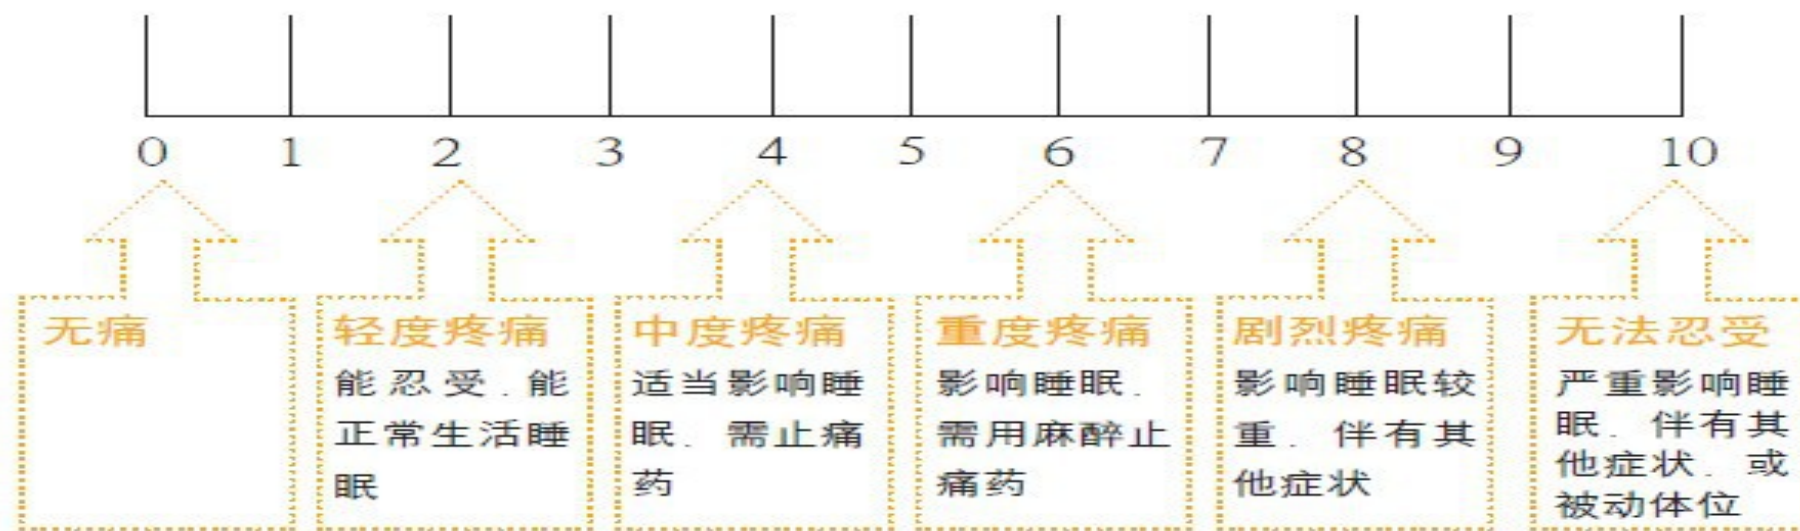 0 1 2 3 4 5 6 7 8 9 10
无痛
轻度疼痛
能忍受．能
正常生活睡
眠
中度疼痛
适当影响睡
眠．需止痛
药
重度疼痛
影响睡眠．
需用麻醉止
痛药
剧烈疼痛
影响睡眠较
重．伴有其
他症状
无法忍受
严重影响睡
眠．伴有其
他症状．或
被动体位